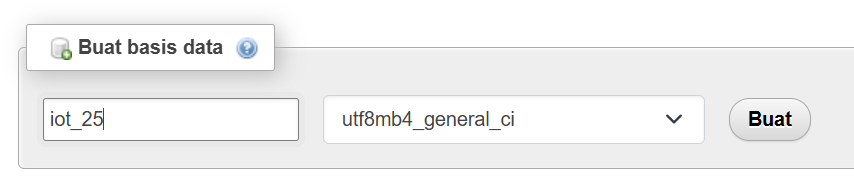 Buat basis data
iot_25
utf8mb4_general_ci
Buat